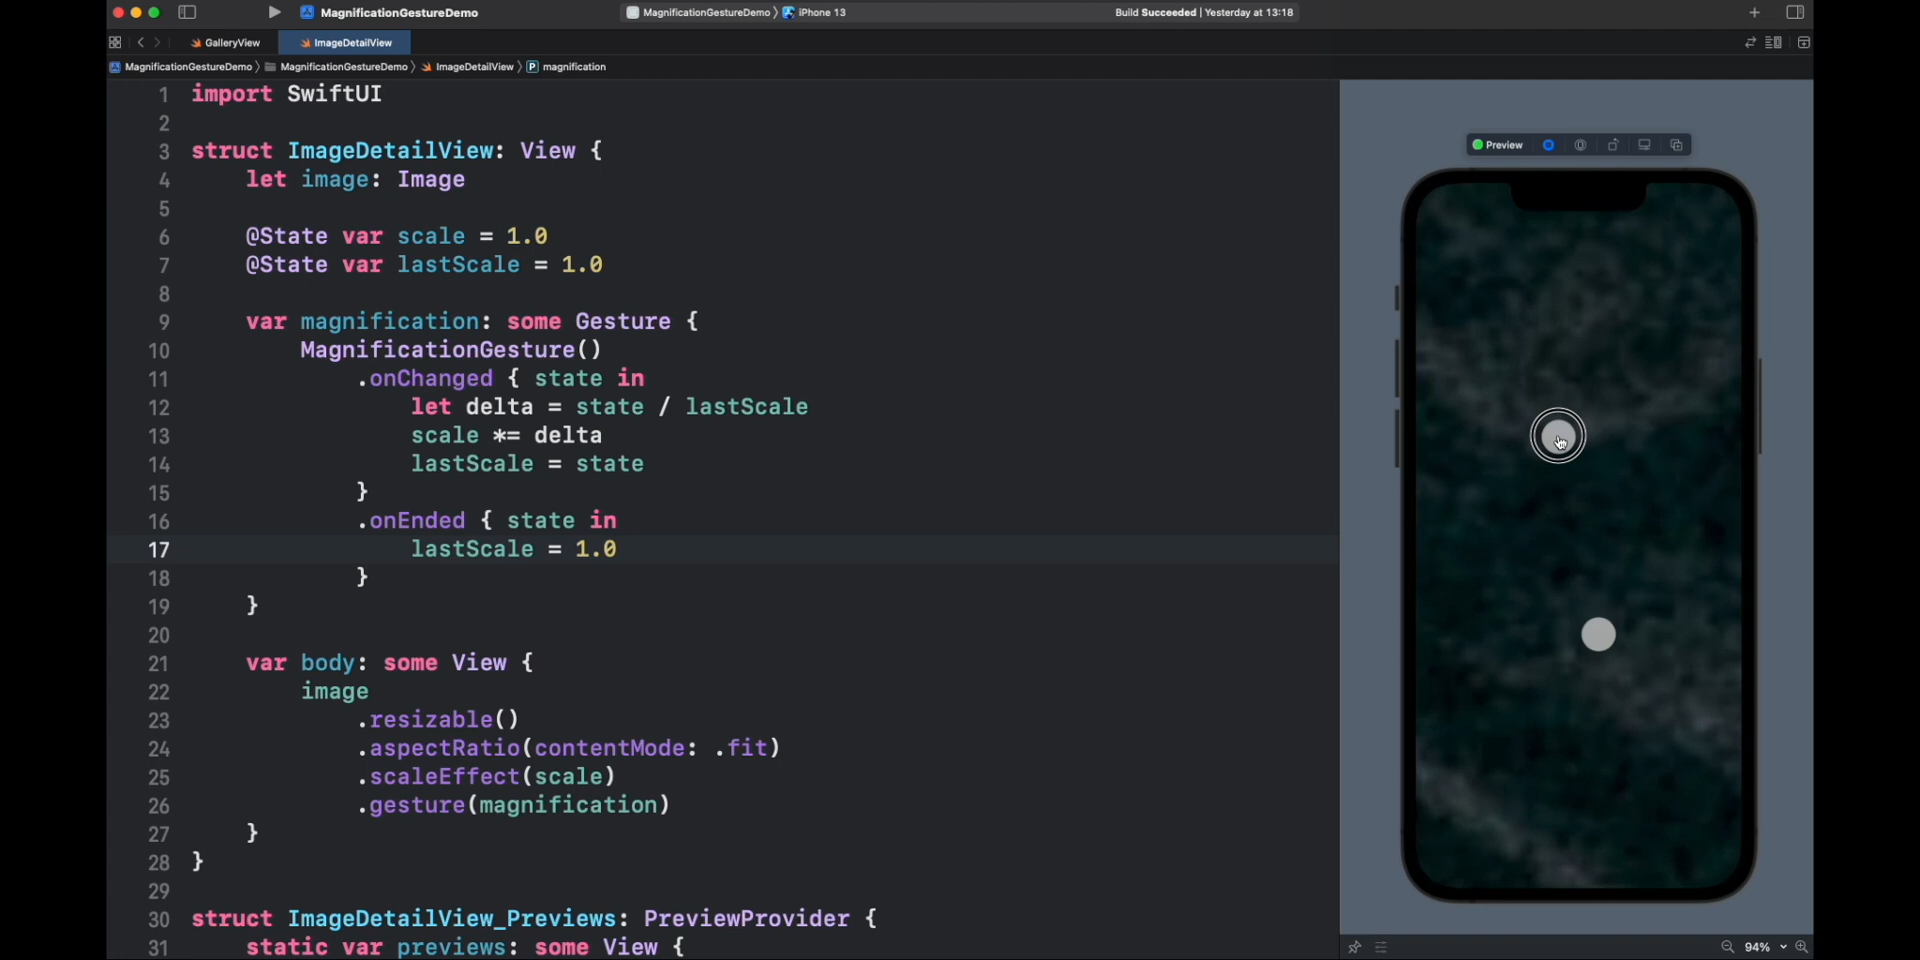 MagnificationGestureDemo
MagnificationGestureDemo iPhone 13
Build Succeeded | Yesterday at 13:18
GalleryView
ImageDetailView
MagnificationGestureDemo MagnificationGestureDemo ImageDetailView P magnification
1 import SwiftUI
2
3 struct ImageDetailView: View {
4 let image: Image
5
6 @State var scale = 1.0
7 @State var lastScale = 1.0
8
9 var magnification: some Gesture {
10 MagnificationGesture()
11 .onChanged { state in
12 let delta = state / lastScale
13 scale *= delta
14 lastScale = state
15 }
16 .onEnded { state in
17 lastScale = 1.0
18 }
19 }
20
21 var body: some View {
22 image
23 .resizable()
24 .aspectRatio(contentMode: .fit)
25 .scaleEffect(scale)
26 .gesture(magnification)
27 }
28 }
29
30 struct ImageDetailView_Previews: PreviewProvider {
31 static var previews: some View {
Preview
94%